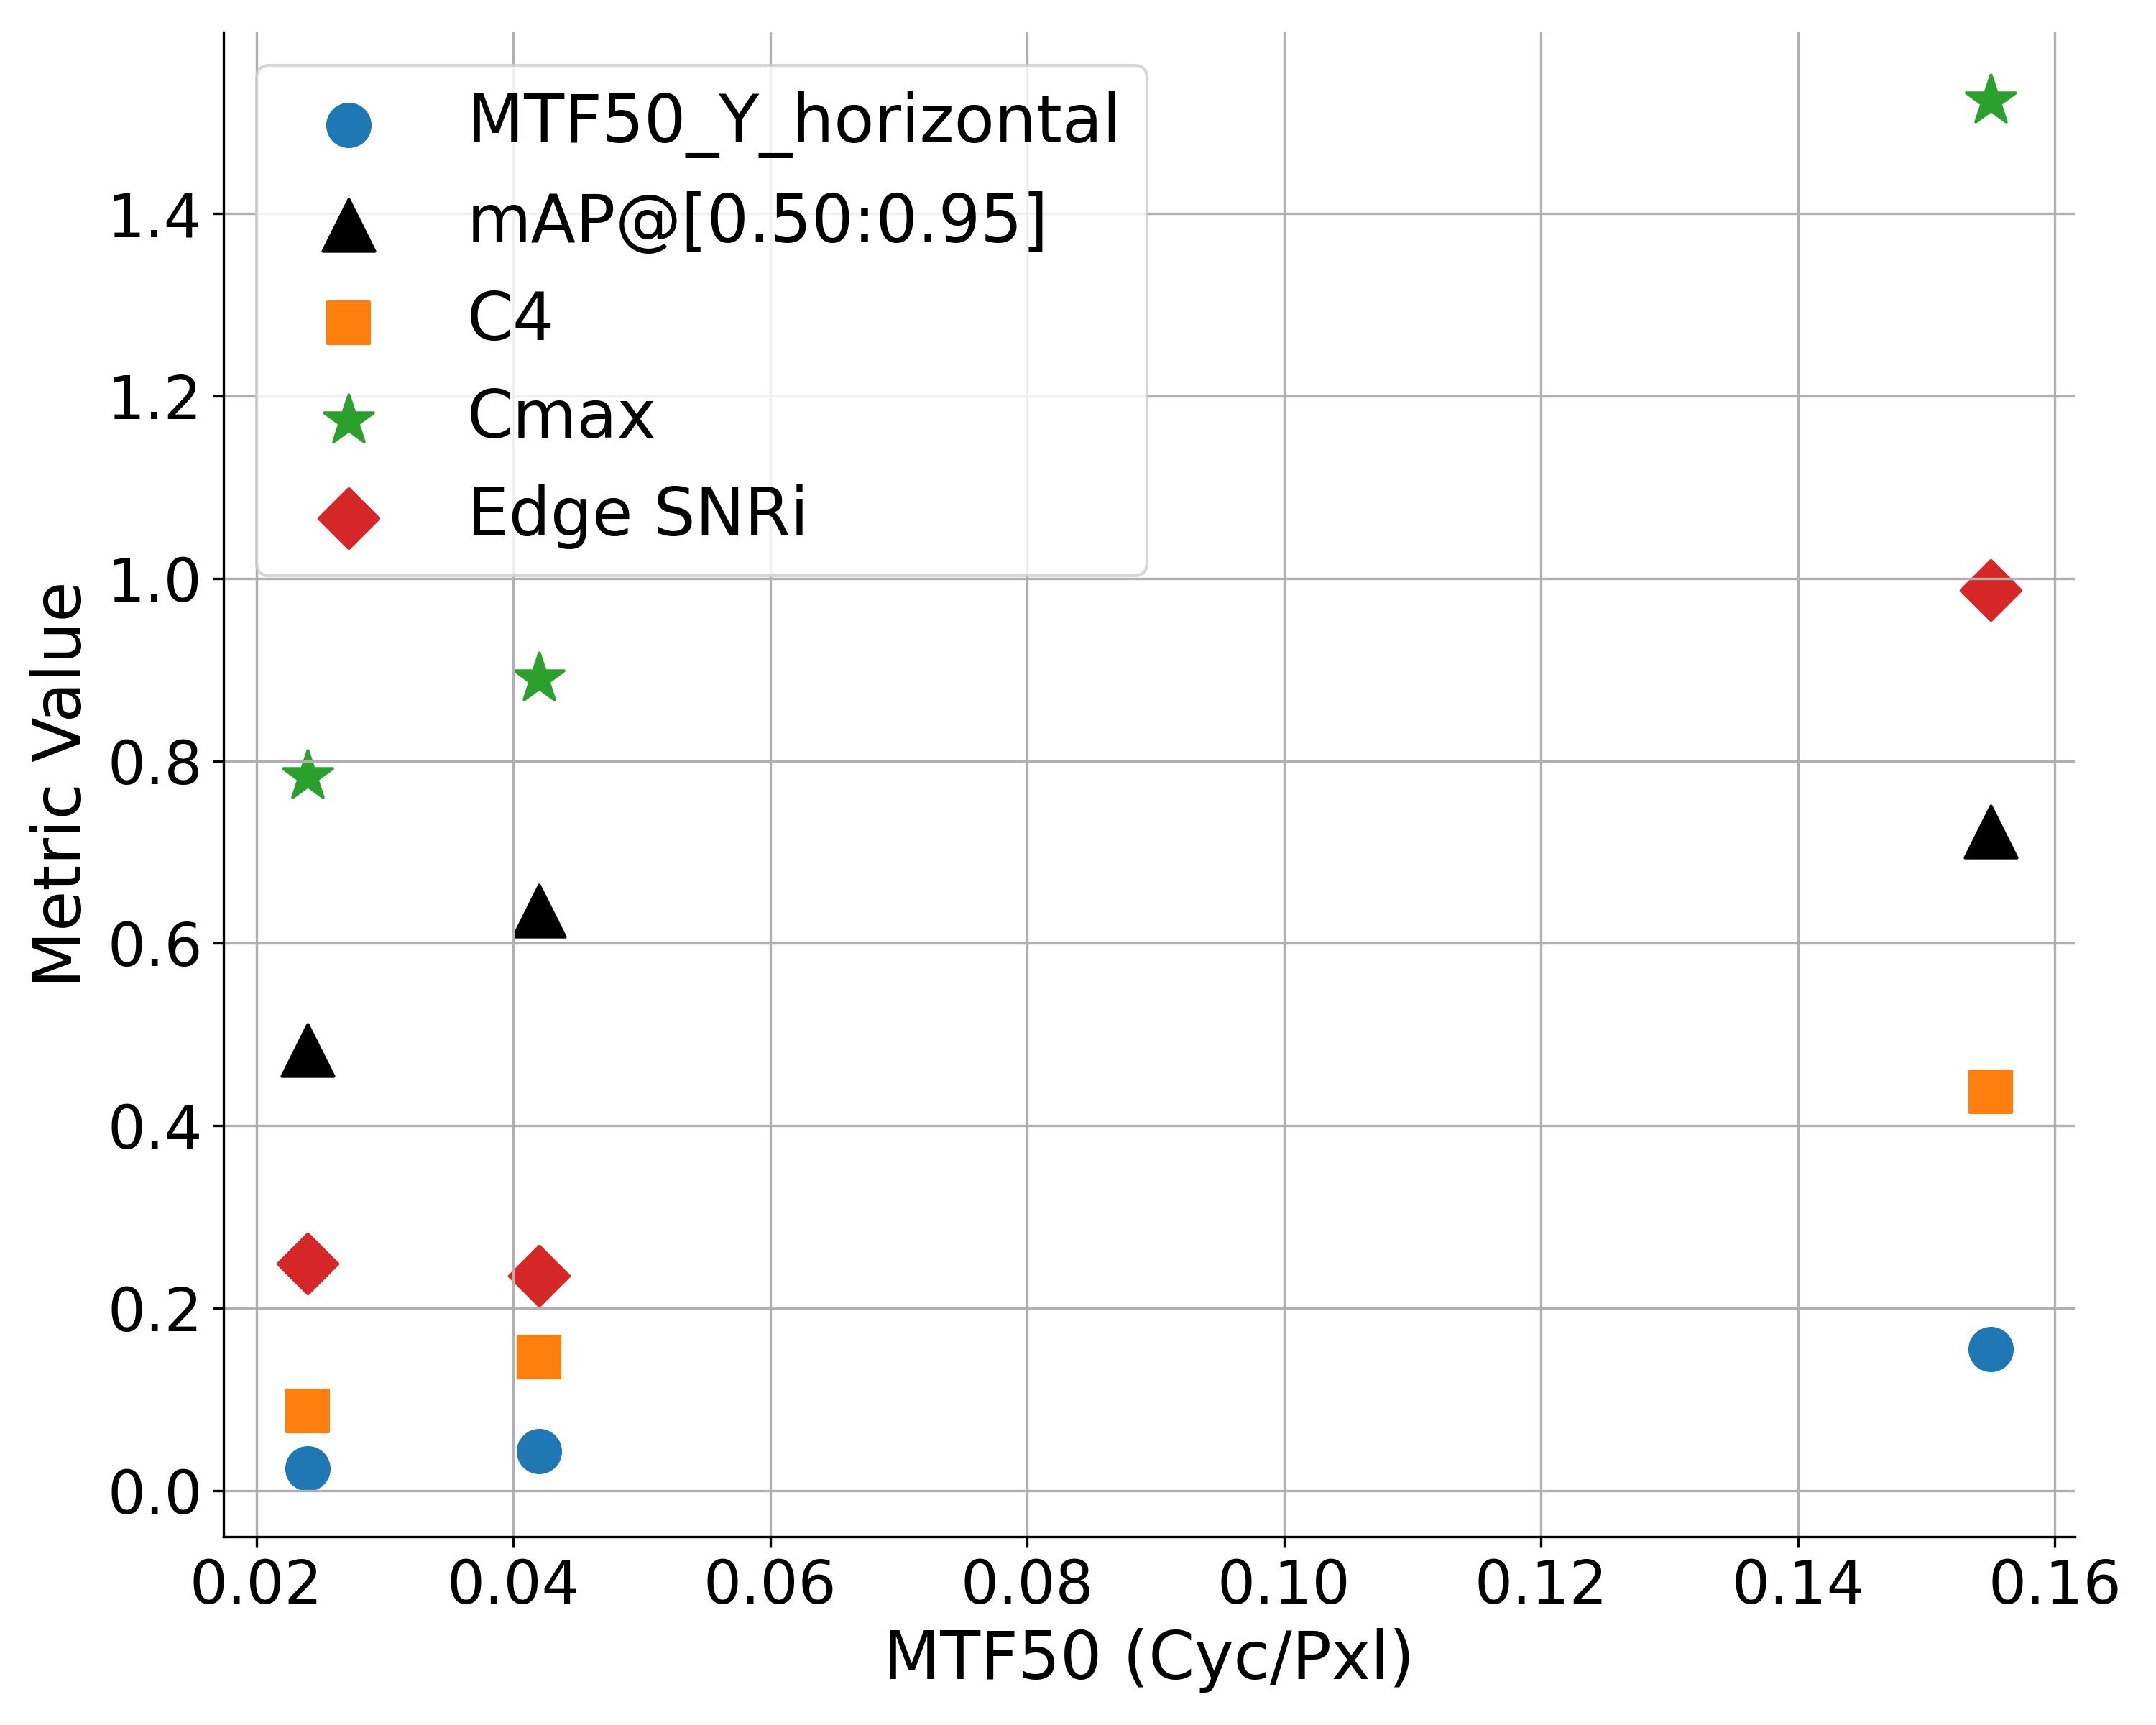 MTF50_Y_horizontal
mAP@[0.50:0.95]
C4
Cmax
Edge SNRi
Metric Value
1.4
1.2
1.0
0.8
0.6
0.4
0.2
0.0
0.02 0.04 0.06 0.08 0.10 0.12 0.14 0.16
MTF50 (Cyc/Pxl)